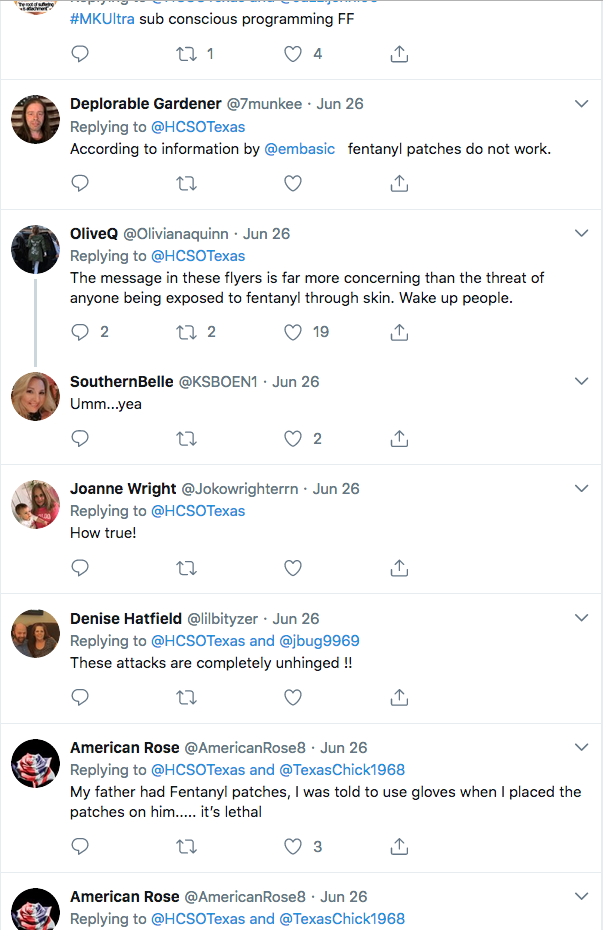 The root of suffering
is attachment
#MKUltra sub conscious programming FF
1 4
Deplorable Gardener @7munkee · Jun 26
Replying to @HCSOTexas
According to information by @embasic fentanyl patches do not work.
OliveQ @Olivianaquinn · Jun 26
Replying to @HCSOTexas
The message in these flyers is far more concerning than the threat of
anyone being exposed to fentanyl through skin. Wake up people.
2 2 19
SouthernBelle @KSBOEN1 · Jun 26
Umm...yea
2
Joanne Wright @Jokowrighterrn · Jun 26
Replying to @HCSOTexas
How true!
Denise Hatfield @lilbityzer · Jun 26
Replying to @HCSOTexas and @jbug9969
These attacks are completely unhinged !!
American Rose @AmericanRose8 · Jun 26
Replying to @HCSOTexas and @TexasChick1968
My father had Fentanyl patches, I was told to use gloves when I placed the
patches on him..... it's lethal
3
American Rose @AmericanRose8 · Jun 26
Replying to @HCSOTexas and @TexasChick1968